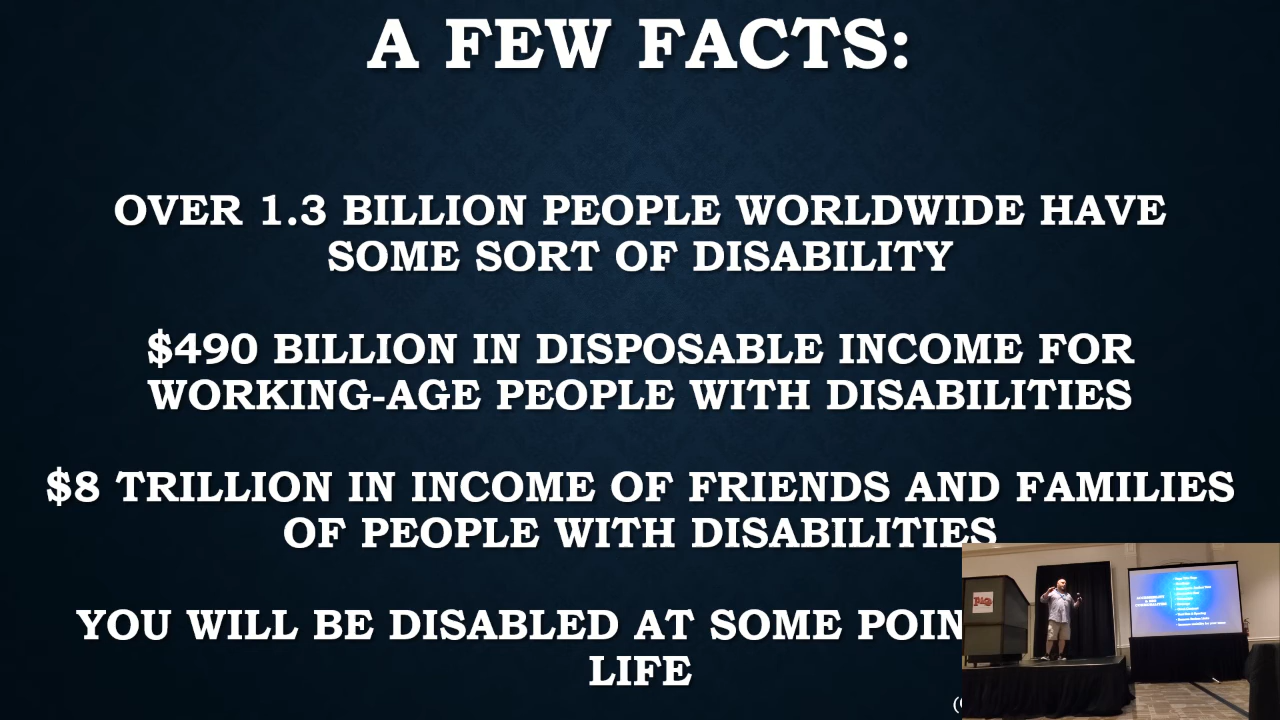 A FEW FACTS:
OVER 1.3 BILLION PEOPLE WORLDWIDE HAVE
SOME SORT OF DISABILITY
$490 BILLION IN DISPOSABLE INCOME FOR
WORKING-AGE PEOPLE WITH DISABILITIES
$8 TRILLION IN INCOME OF FRIENDS AND FAMILIES
OF PEOPLE WITH DISABILITIES
YOU WILL BE DISABLED AT SOME POIN
LIFE